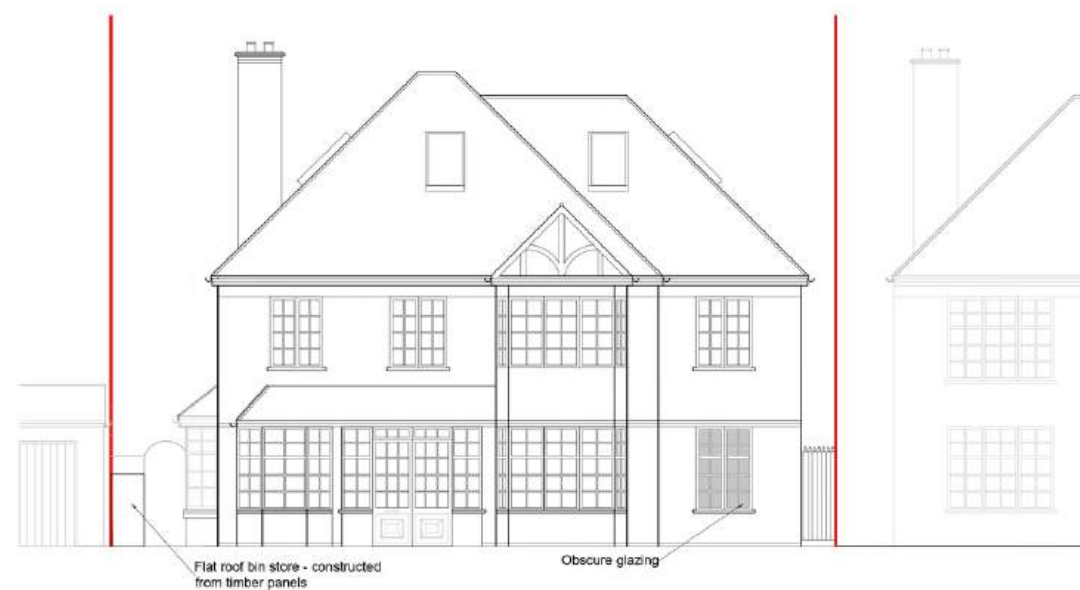 Flat roof bin store - constructed
from timber panels
Obscure glazing